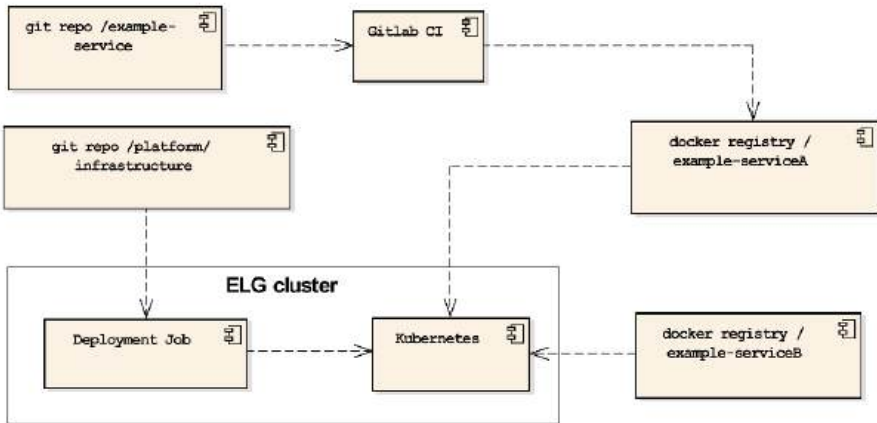 git repo /example-
service
Gitlab CI
git repo /platform/
infrastructure
docker registry /
example-serviceA
ELG cluster
Deployment Job
Kubernetes
docker registry /
example-serviceB